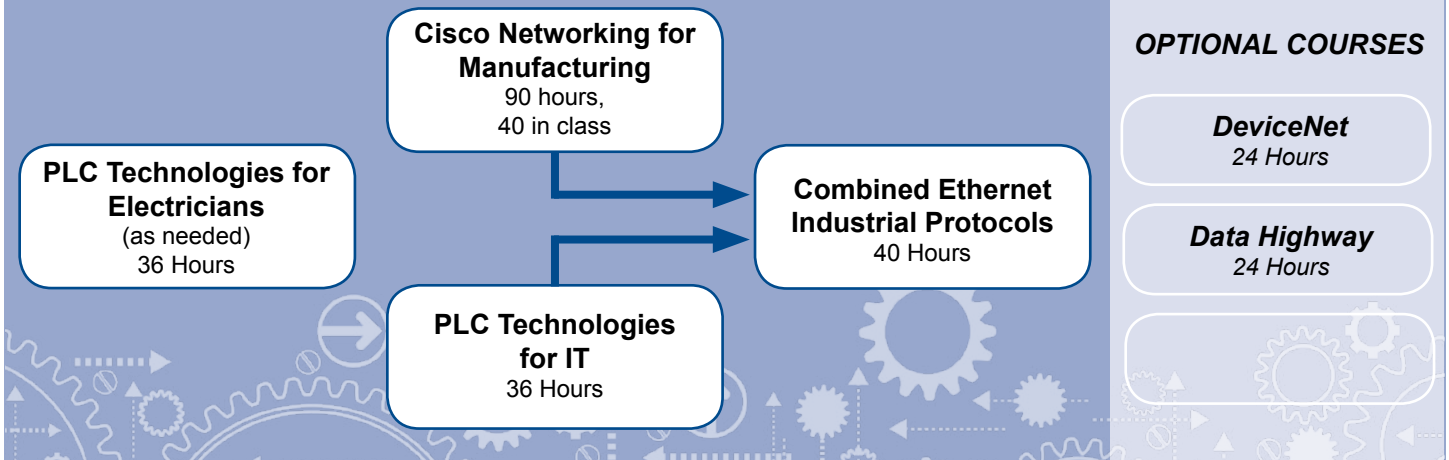 PLC Technologies for
Electricians
(as needed)
36 Hours
Cisco Networking for
Manufacturing
90 hours,
40 in class
PLC Technologies
for IT
36 Hours
Combined Ethernet
Industrial Protocols
40 Hours
OPTIONAL COURSES
DeviceNet
24 Hours
Data Highway
24 Hours